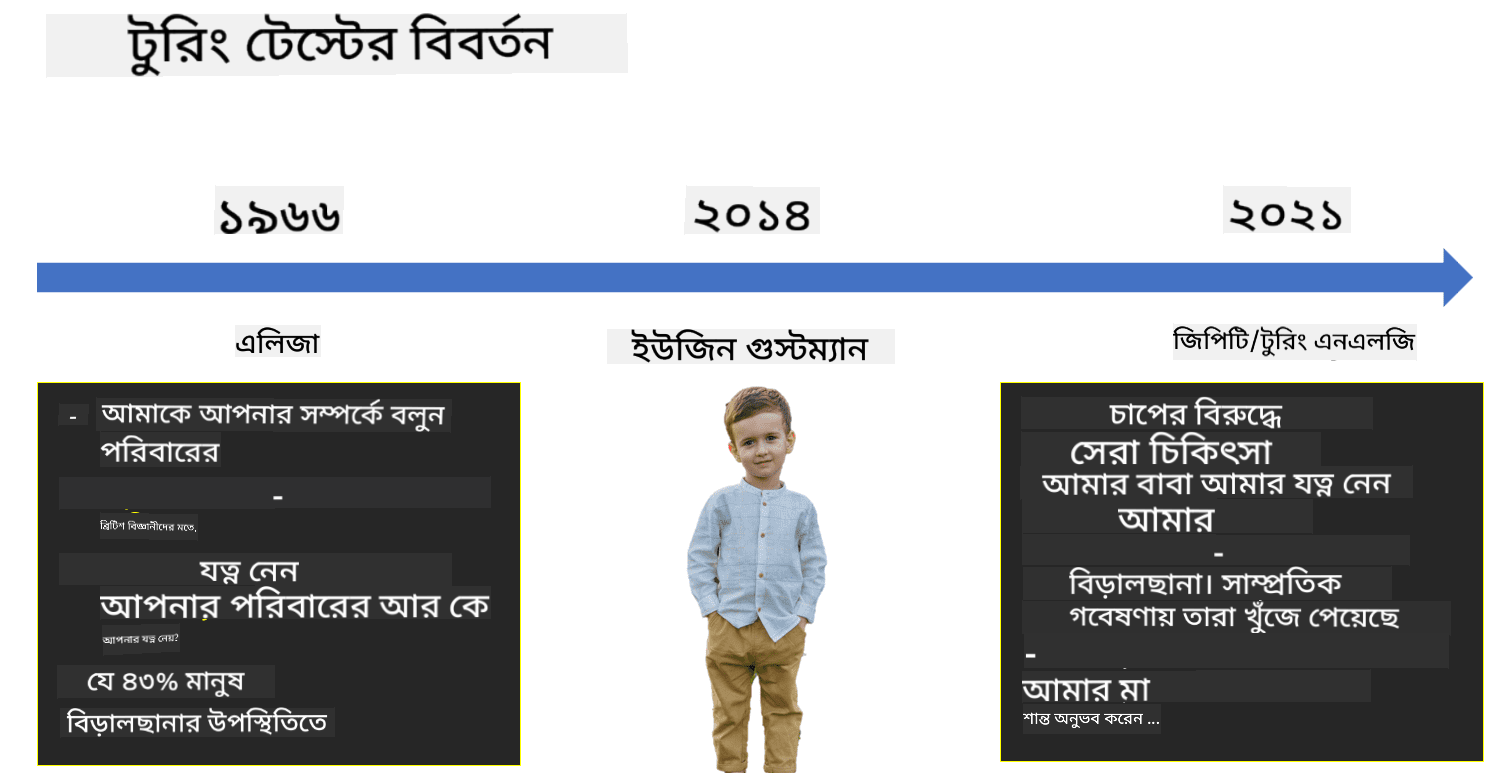 টুরিং টেস্টের বিবর্তন
১৯৬৬
২০১৪
২০২১
এলিজা
ইউজিন গুস্টম্যান
জিপিটি/টুরিং এনএলজি
- আমাকে আপনার সম্পর্কে বলুন
পরিবারের
-
ব্রিটিশ বিজ্ঞানীদের মতে,
যত্ন নেন
আপনার পরিবারের আর কে
আপনার যত্ন নেয়?
যে ৪৩% মানুষ
বিড়ালছানার উপস্থিতিতে
চাপের বিরুদ্ধে
সেরা চিকিৎসা
আমার বাবা আমার যত্ন নেন
আমার
-
বিড়ালছানা। সাম্প্রতিক
গবেষণায় তারা খুঁজে পেয়েছে
-
আমার মা
শান্ত অনুভব করেন ...